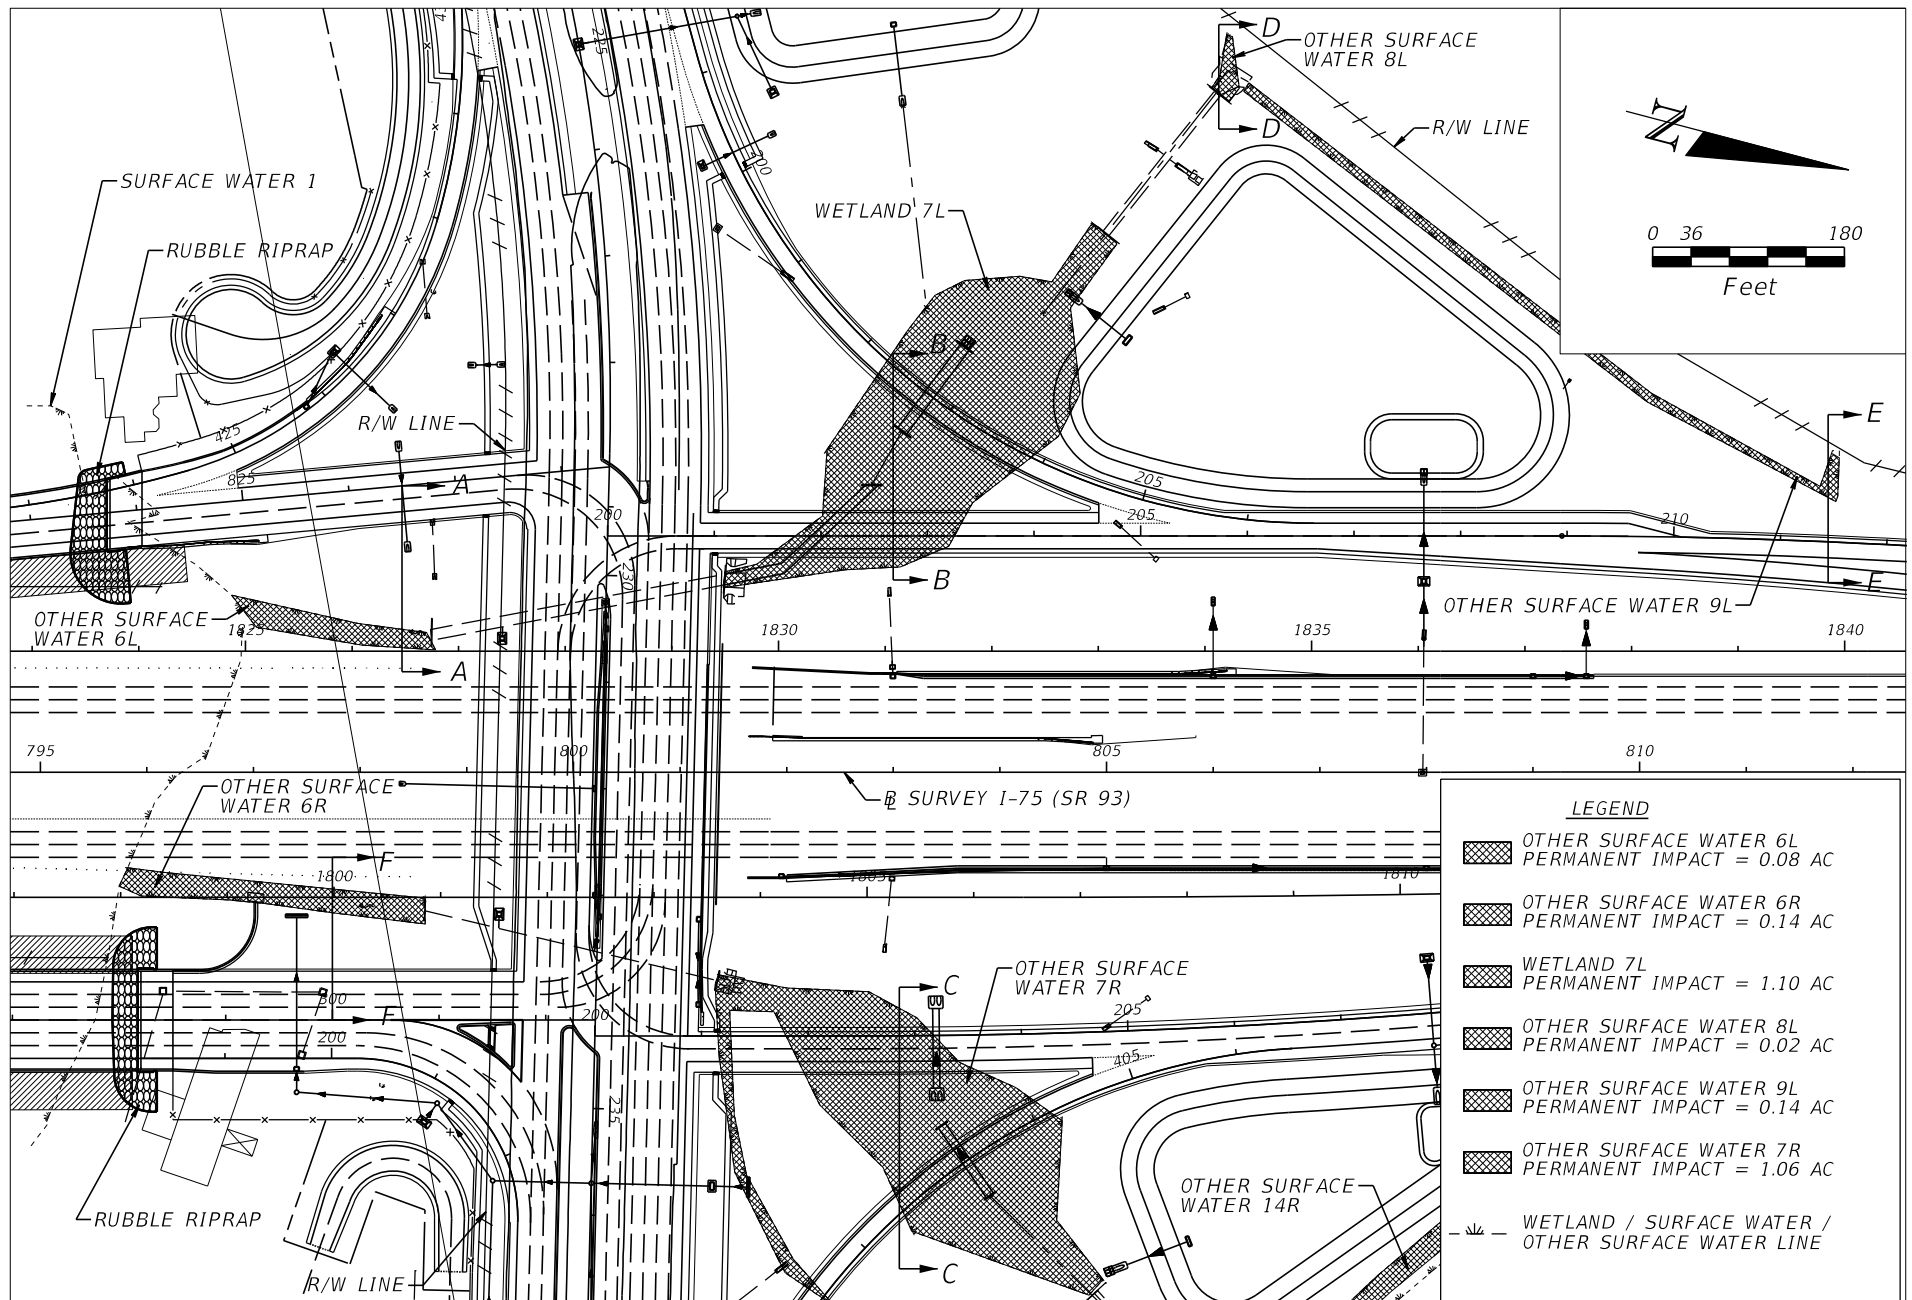 D
OTHER SURFACE
WATER 8L
D
R/W LINE
N
0 36 180
Feet
225
SURFACE WATER 1
RUBBLE RIPRAP
WETLAND 7L
B
R/W LINE
425
825
A
E
205
200
205
210
230
B
E
OTHER SURFACE
WATER 6L
OTHER SURFACE WATER 9L
1825
1830
1835
1840
A
795
800
805
810
OTHER SURFACE
WATER 6R
B SURVEY I-75 (SR 93)
L
F
1800
1805
1810
OTHER SURFACE
WATER 7R
C
300
F
200
200
205
405
235
RUBBLE RIPRAP
R/W LINE
C
OTHER SURFACE
WATER 14R
LEGEND
OTHER SURFACE WATER 6L
PERMANENT IMPACT = 0.08 AC
OTHER SURFACE WATER 6R
PERMANENT IMPACT = 0.14 AC
WETLAND 7L
PERMANENT IMPACT = 1.10 AC
OTHER SURFACE WATER 8L
PERMANENT IMPACT = 0.02 AC
OTHER SURFACE WATER 9L
PERMANENT IMPACT = 0.14 AC
OTHER SURFACE WATER 7R
PERMANENT IMPACT = 1.06 AC
WETLAND / SURFACE WATER /
OTHER SURFACE WATER LINE